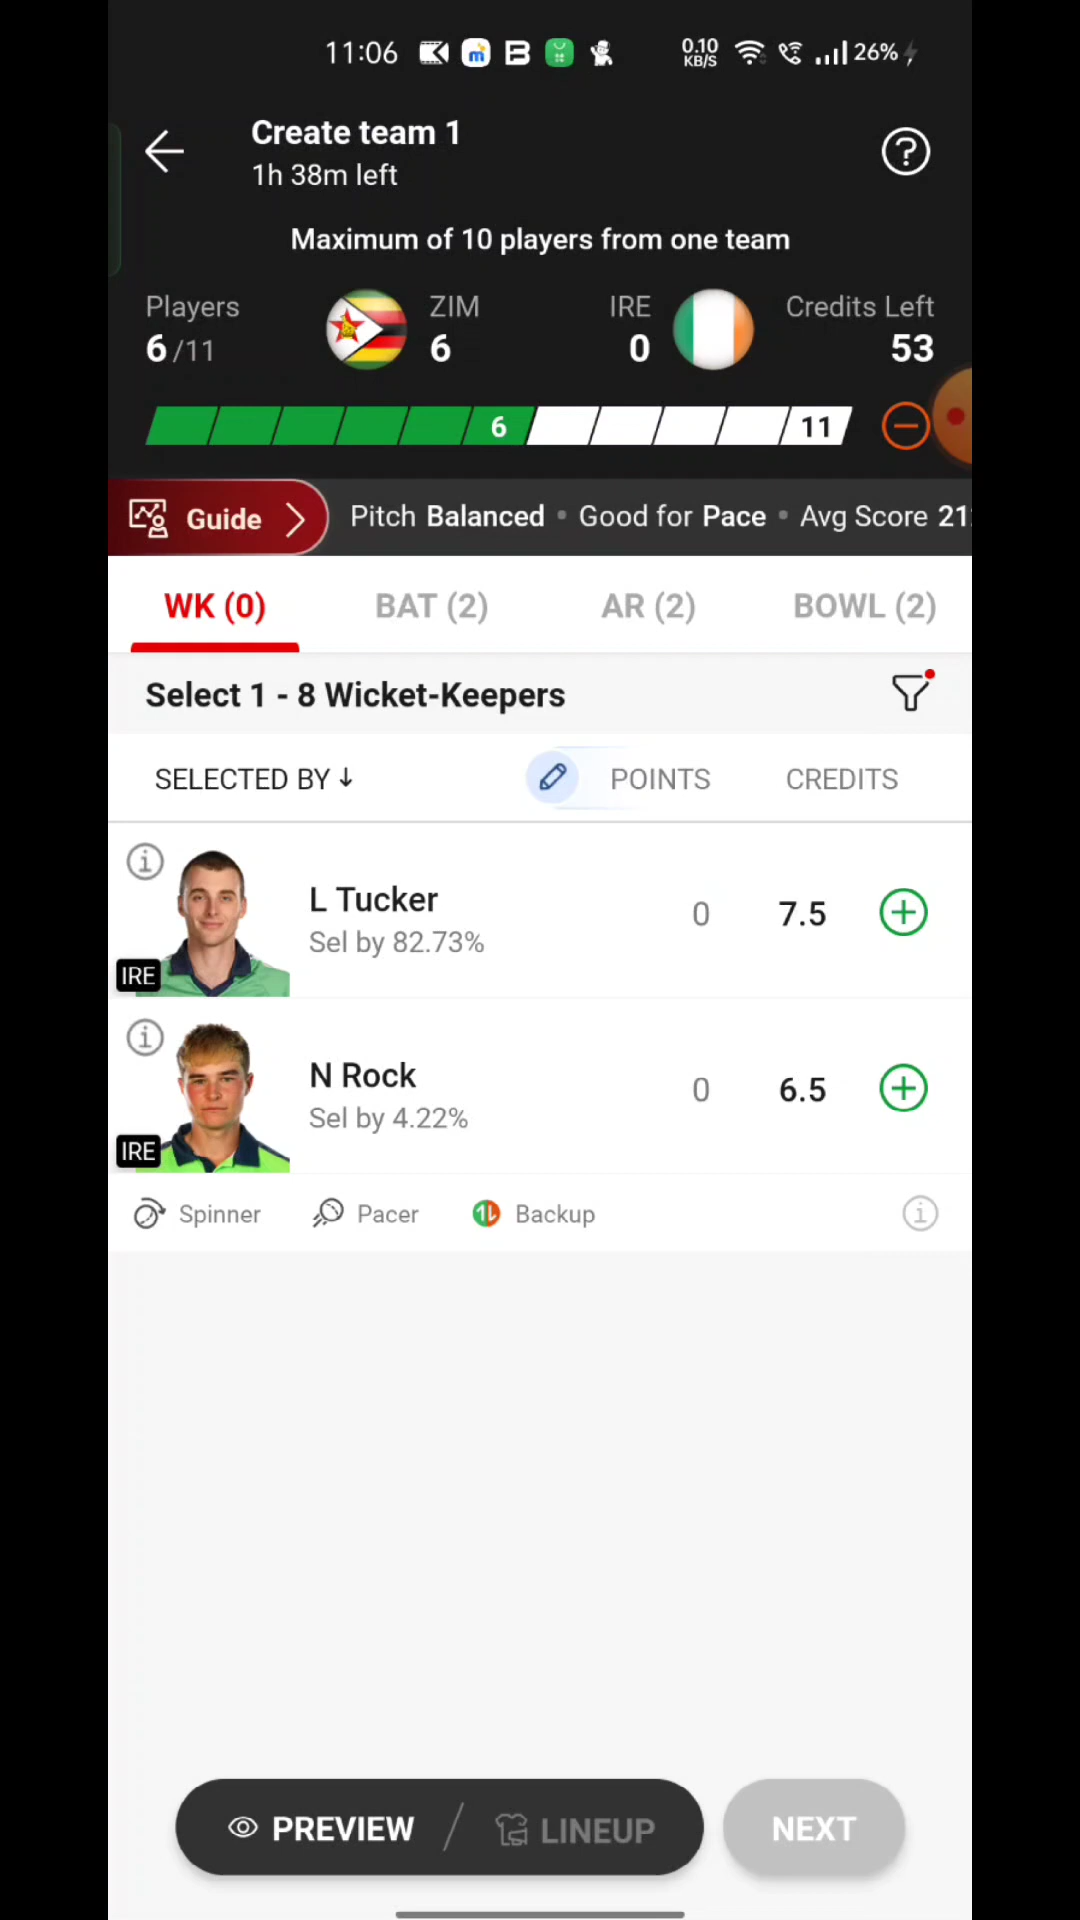 11:06
0.10
KB/S
26%
Create team 1
1h 38m left
Maximum of 10 players from one team
Players
6/11
ZIM
6
IRE
0
Credits Left
53
6
11
Guide
Pitch Balanced • Good for Pace • Avg Score 21
WK (0)
BAT (2)
AR (2)
BOWL (2)
Select 1 - 8 Wicket-Keepers
SELECTED BY ↓
POINTS
CREDITS
L Tucker
Sel by 82.73%
IRE
0
7.5
N Rock
Sel by 4.22%
IRE
0
6.5
Spinner
Pacer
Backup
PREVIEW
LINEUP
NEXT